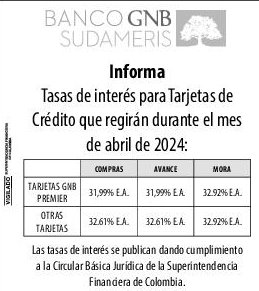 BANCO GNB
SUDAMERIS
Informa
Tasas de interés para Tarjetas de
Crédito que regirán durante el mes
de abril de 2024:
COMPRAS AVANCE MORA
TARJETAS GNB PREMIER 31,99% E.A. 31,99% E.A. 32.92% E.A.
OTRAS TARJETAS 32.61% E.A. 32.61% E.A. 32.92% E.A.
Las tasas de interés se publican dando cumplimiento
a la Circular Básica Jurídica de la Superintendencia
Financiera de Colombia.
VIGILADO